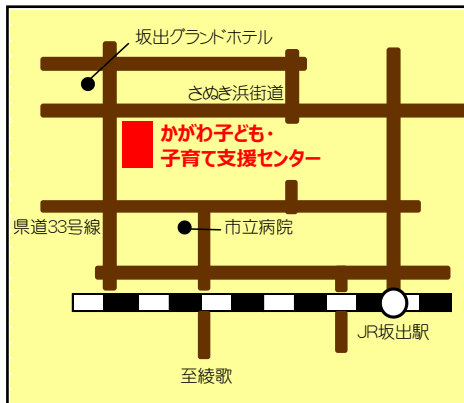 坂出グランドホテル
さぬき浜街道
かがわ子ども・
子育て支援センター
県道33号線
市立病院
JR坂出駅
至綾歌